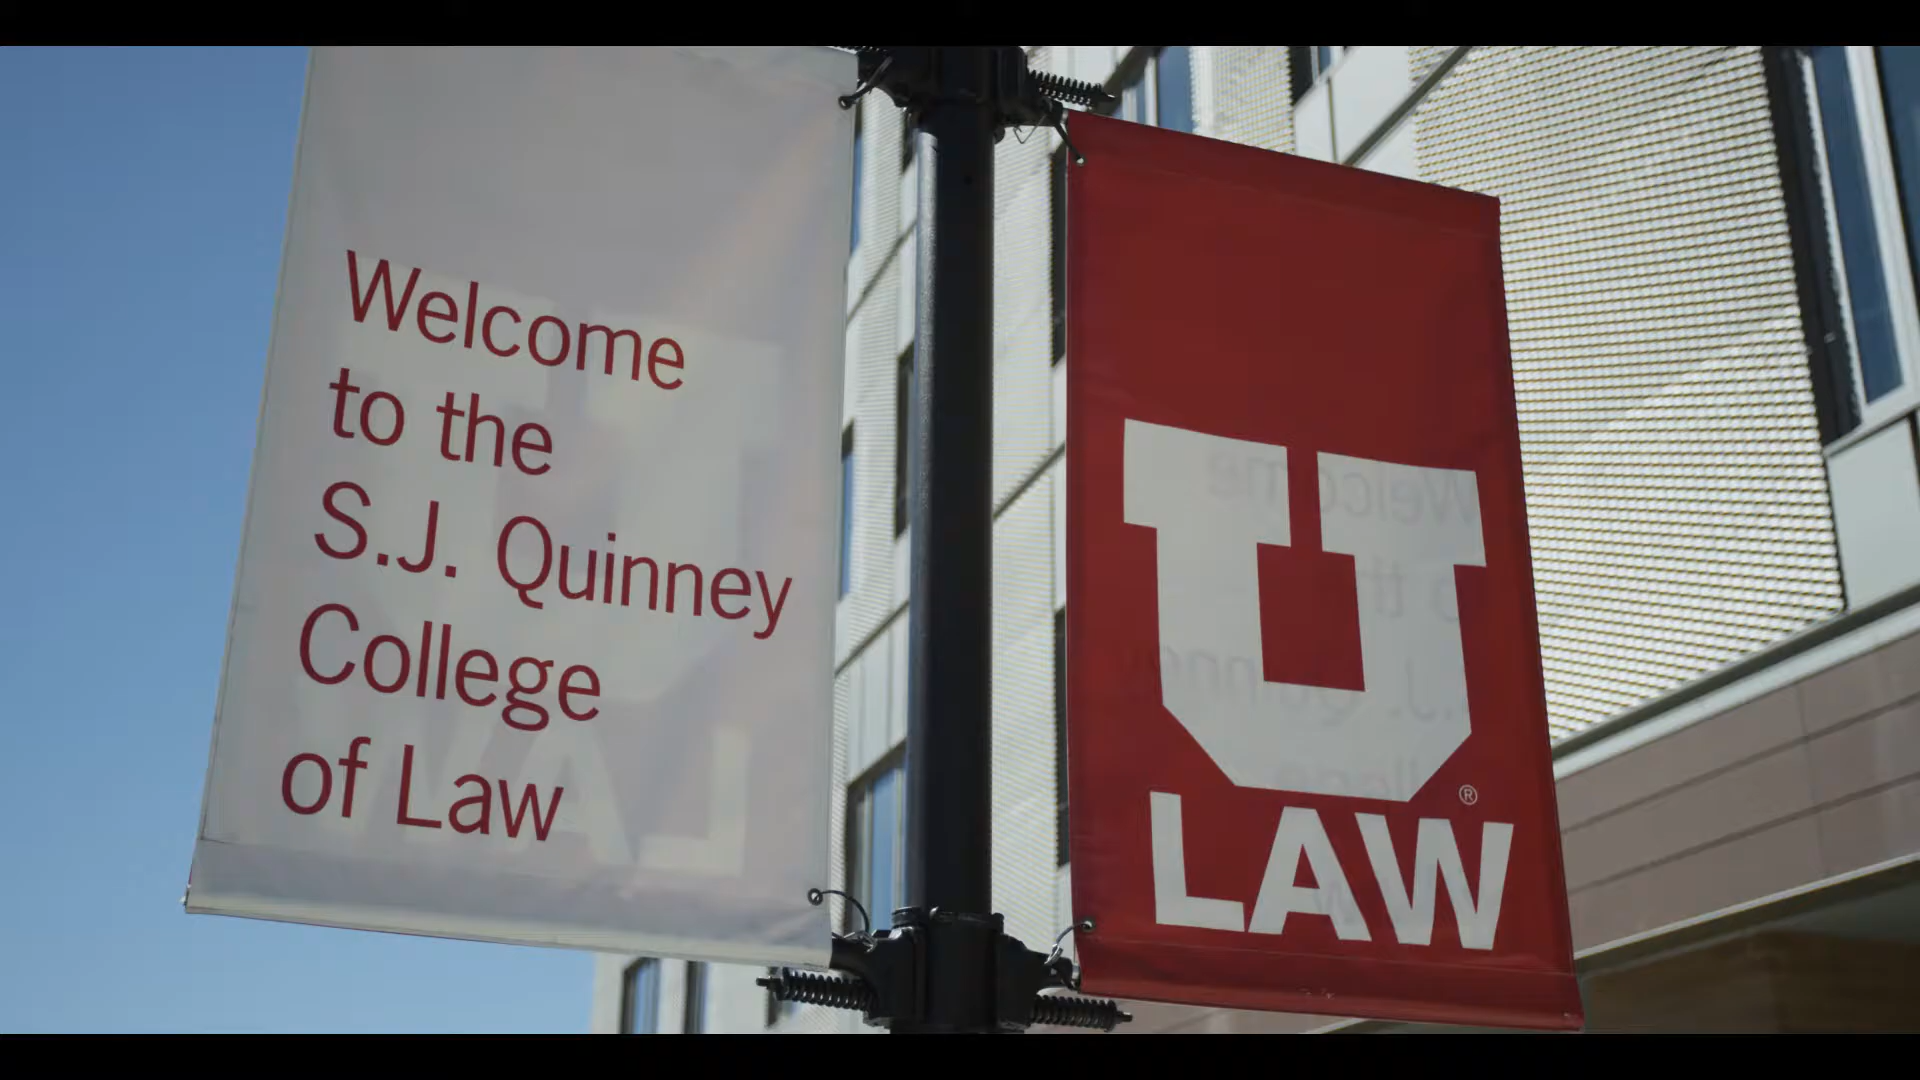 Welcome
to the
S.J. Quinney
College
of Law
U
®
LAW